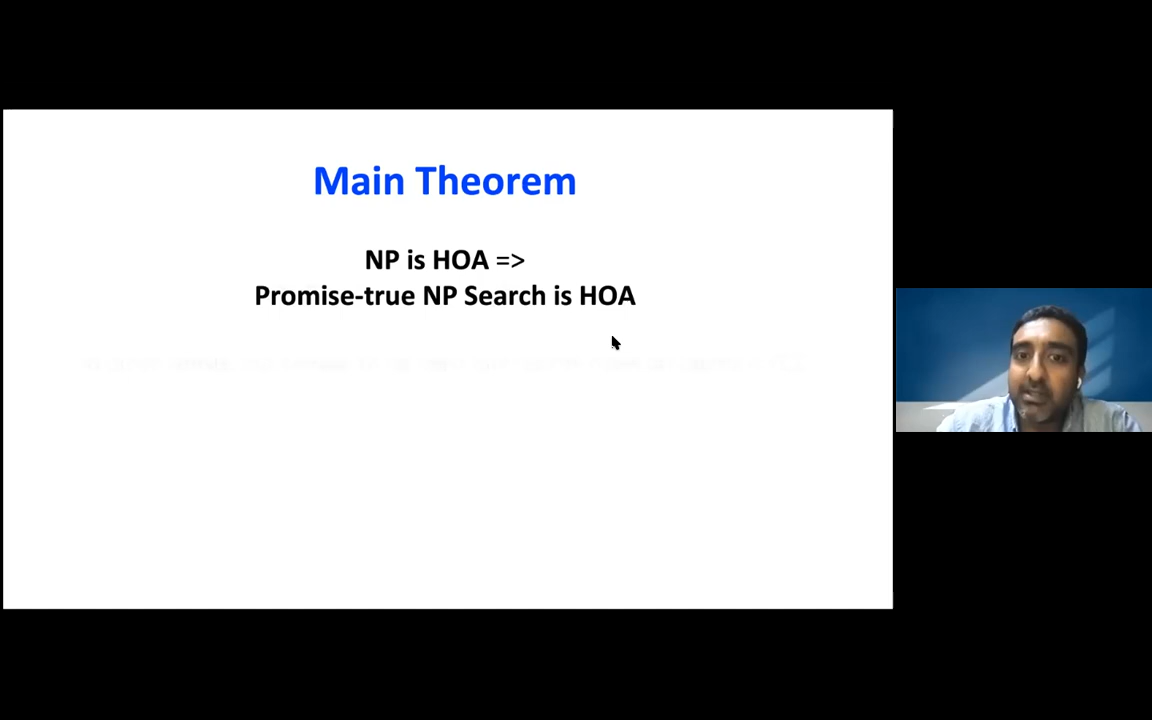 Main Theorem
NP is HOA =>
Promise-true NP Search is HOA